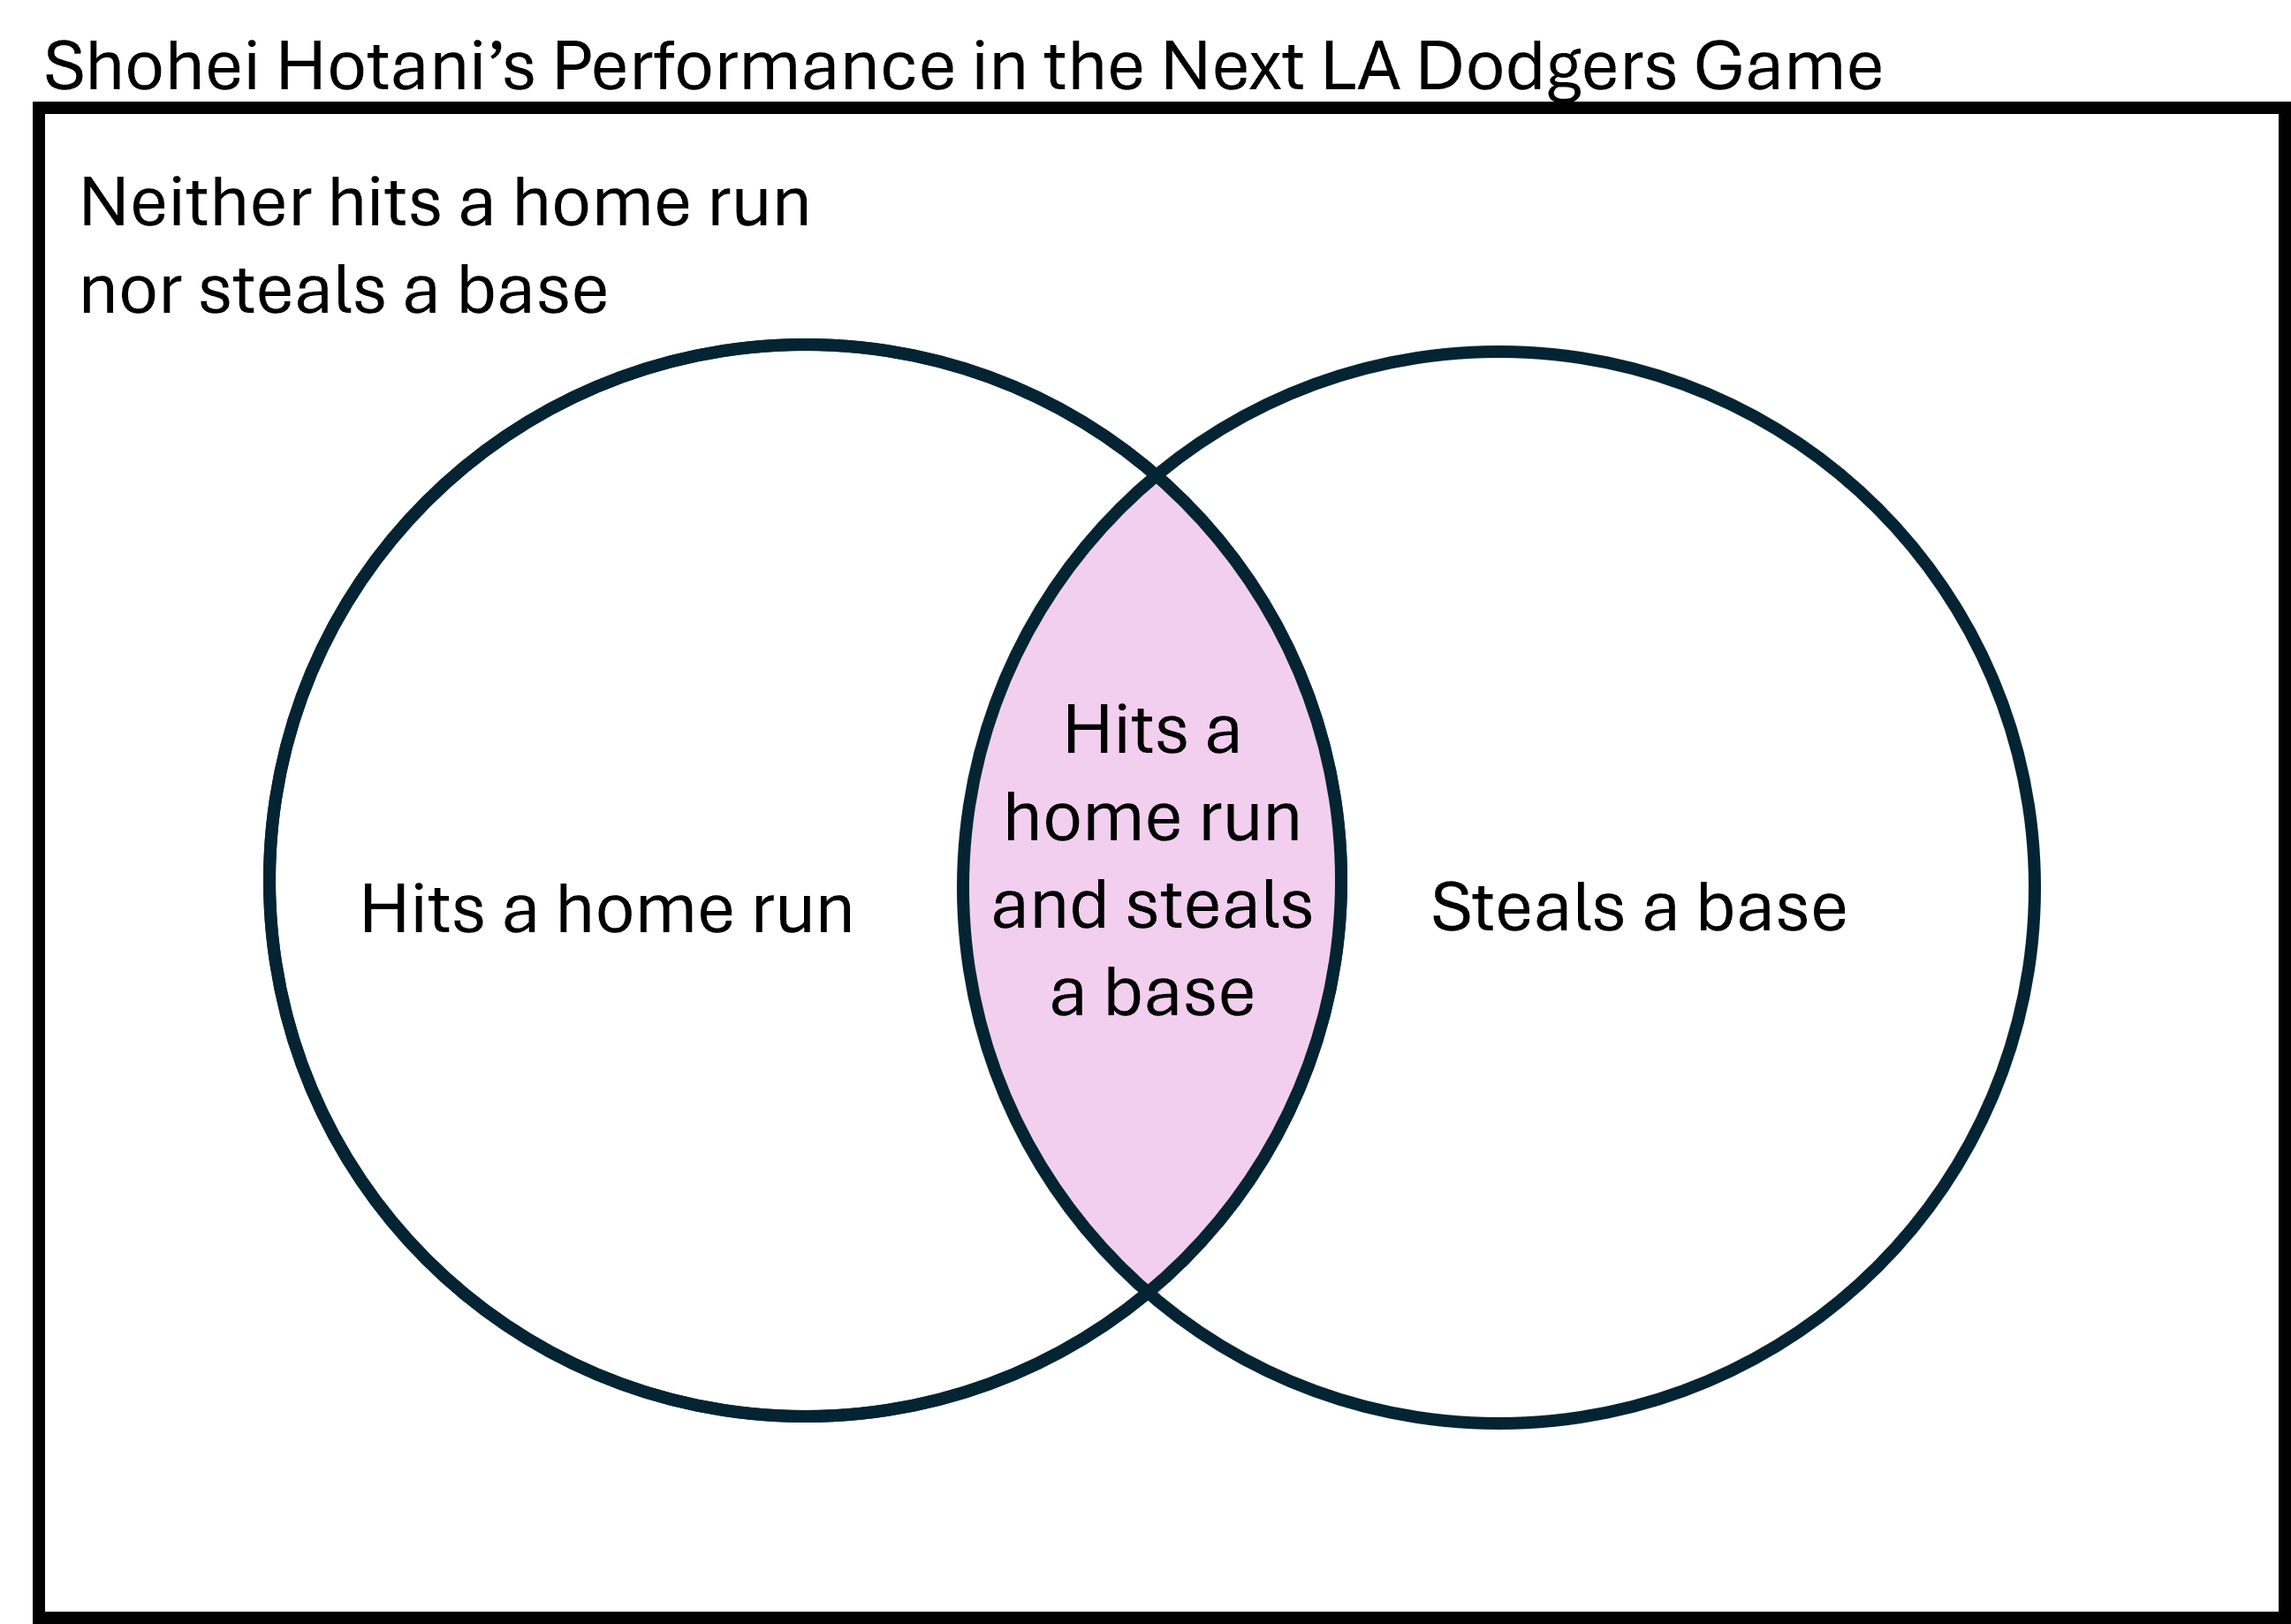 Shohei Hotani’s Performance in the Next LA Dodgers Game
Neither hits a home run
nor steals a base
Hits a home run
Hits a
home run
and steals
a base
Steals a base